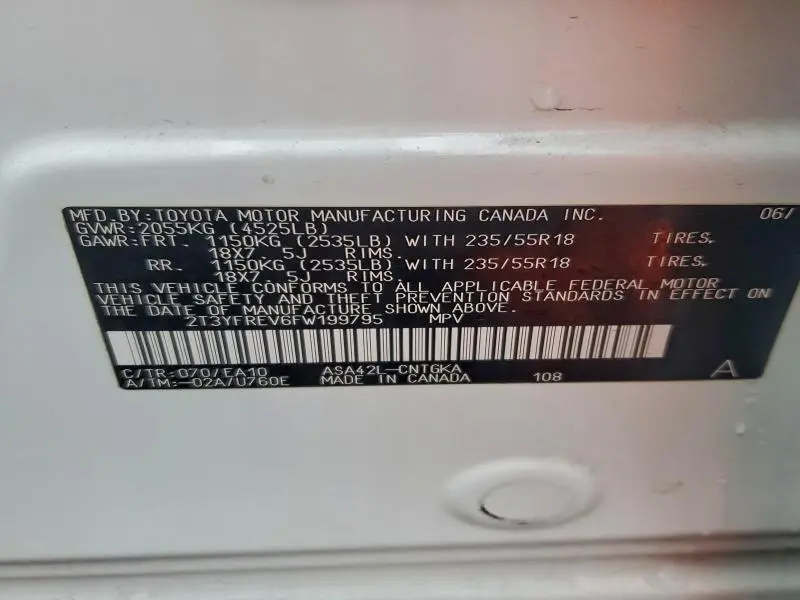 MFD.BY:TOYOTA MOTOR MANUFACTURING CANADA INC. 06/
GVWR:2055KG (4525LB)
GAWR:FRT. 1150KG (2535LB) WITH 235/55R18 TIRES,
18X7 .5J RIMS.
RR. 1150KG (2535LB) WITH 235/55R18 TIRES,
18X7 .5J RIMS.
THIS VEHICLE CONFORMS TO ALL APPLICABLE FEDERAL MOTOR
VEHICLE SAFETY AND THEFT PREVENTION STANDARDS IN EFFECT ON
THE DATE OF MANUFACTURE SHOWN ABOVE.
2T3YFREV6FW199795 MPV
C/TR:070/EA10 ASA42L-CNTGKA A
A/TM:-02A/U760E MADE IN CANADA 108